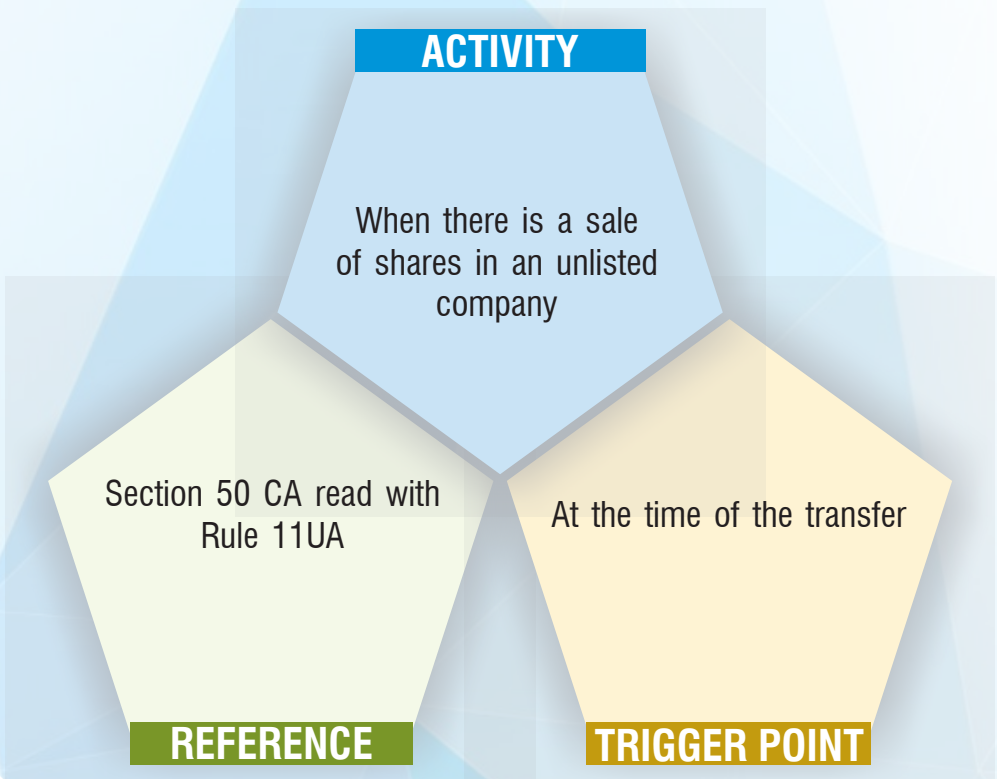 ACTIVITY
When there is a sale
of shares in an unlisted
company
Section 50 CA read with
Rule 11UA
At the time of the transfer
REFERENCE
TRIGGER POINT